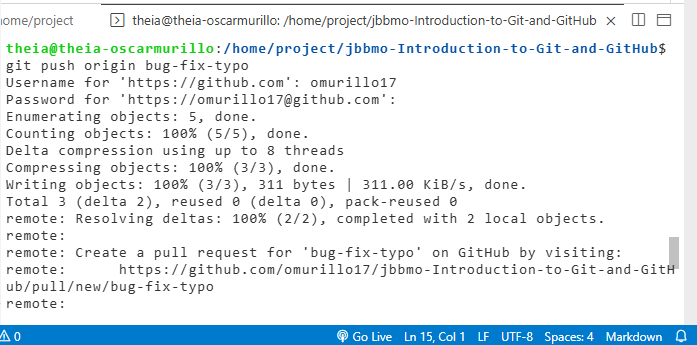 home/project theia@theia-oscarmurillo: /home/project/jbbmo-Introduction-to-Git-and-GitHub
theia@theia-oscarmurillo:/home/project/jbbmo-Introduction-to-Git-and-GitHub$
git push origin bug-fix-typo
Username for 'https://github.com': omurillo17
Password for 'https://omurillo17@github.com':
Enumerating objects: 5, done.
Counting objects: 100% (5/5), done.
Delta compression using up to 8 threads
Compressing objects: 100% (3/3), done.
Writing objects: 100% (3/3), 311 bytes | 311.00 KiB/s, done.
Total 3 (delta 2), reused 0 (delta 0), pack-reused 0
remote: Resolving deltas: 100% (2/2), completed with 2 local objects.
remote:
remote: Create a pull request for 'bug-fix-typo' on GitHub by visiting:
remote:      https://github.com/omurillo17/jbbmo-Introduction-to-Git-and-GitH
ub/pull/new/bug-fix-typo
remote:
0 Go Live Ln 15, Col 1 LF UTF-8 Spaces: 4 Markdown